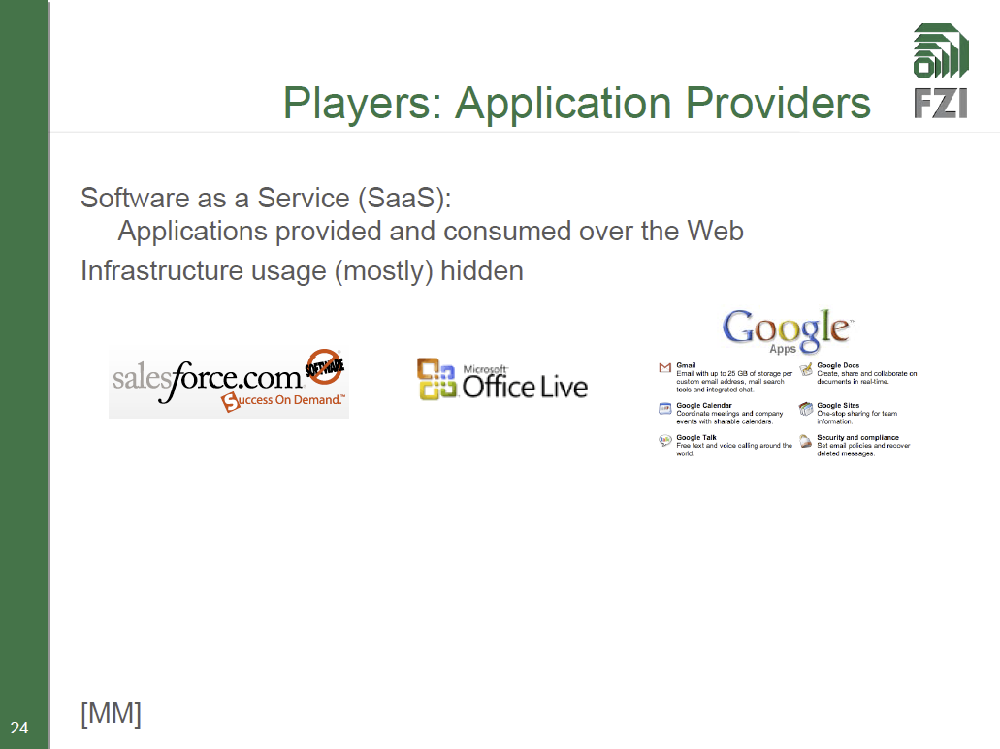 FZI
Players: Application Providers
Software as a Service (SaaS):
Applications provided and consumed over the Web
Infrastructure usage (mostly) hidden
salesforce.com
SOFTWARE
Success On Demand.™
Microsoft®
Office Live
Google™
Apps
Gmail
Email with up to 25 GB of storage per
custom email address, mail search
tools and integrated chat.
Google Docs
Create, share and collaborate on
documents in real-time.
Google Calendar
Coordinate meetings and company
events with sharable calendars.
Google Sites
One-stop sharing for team
information.
Google Talk
Free text and voice calling around the
world.
Security and compliance
Set email policies and recover
deleted messages.
[MM]
24